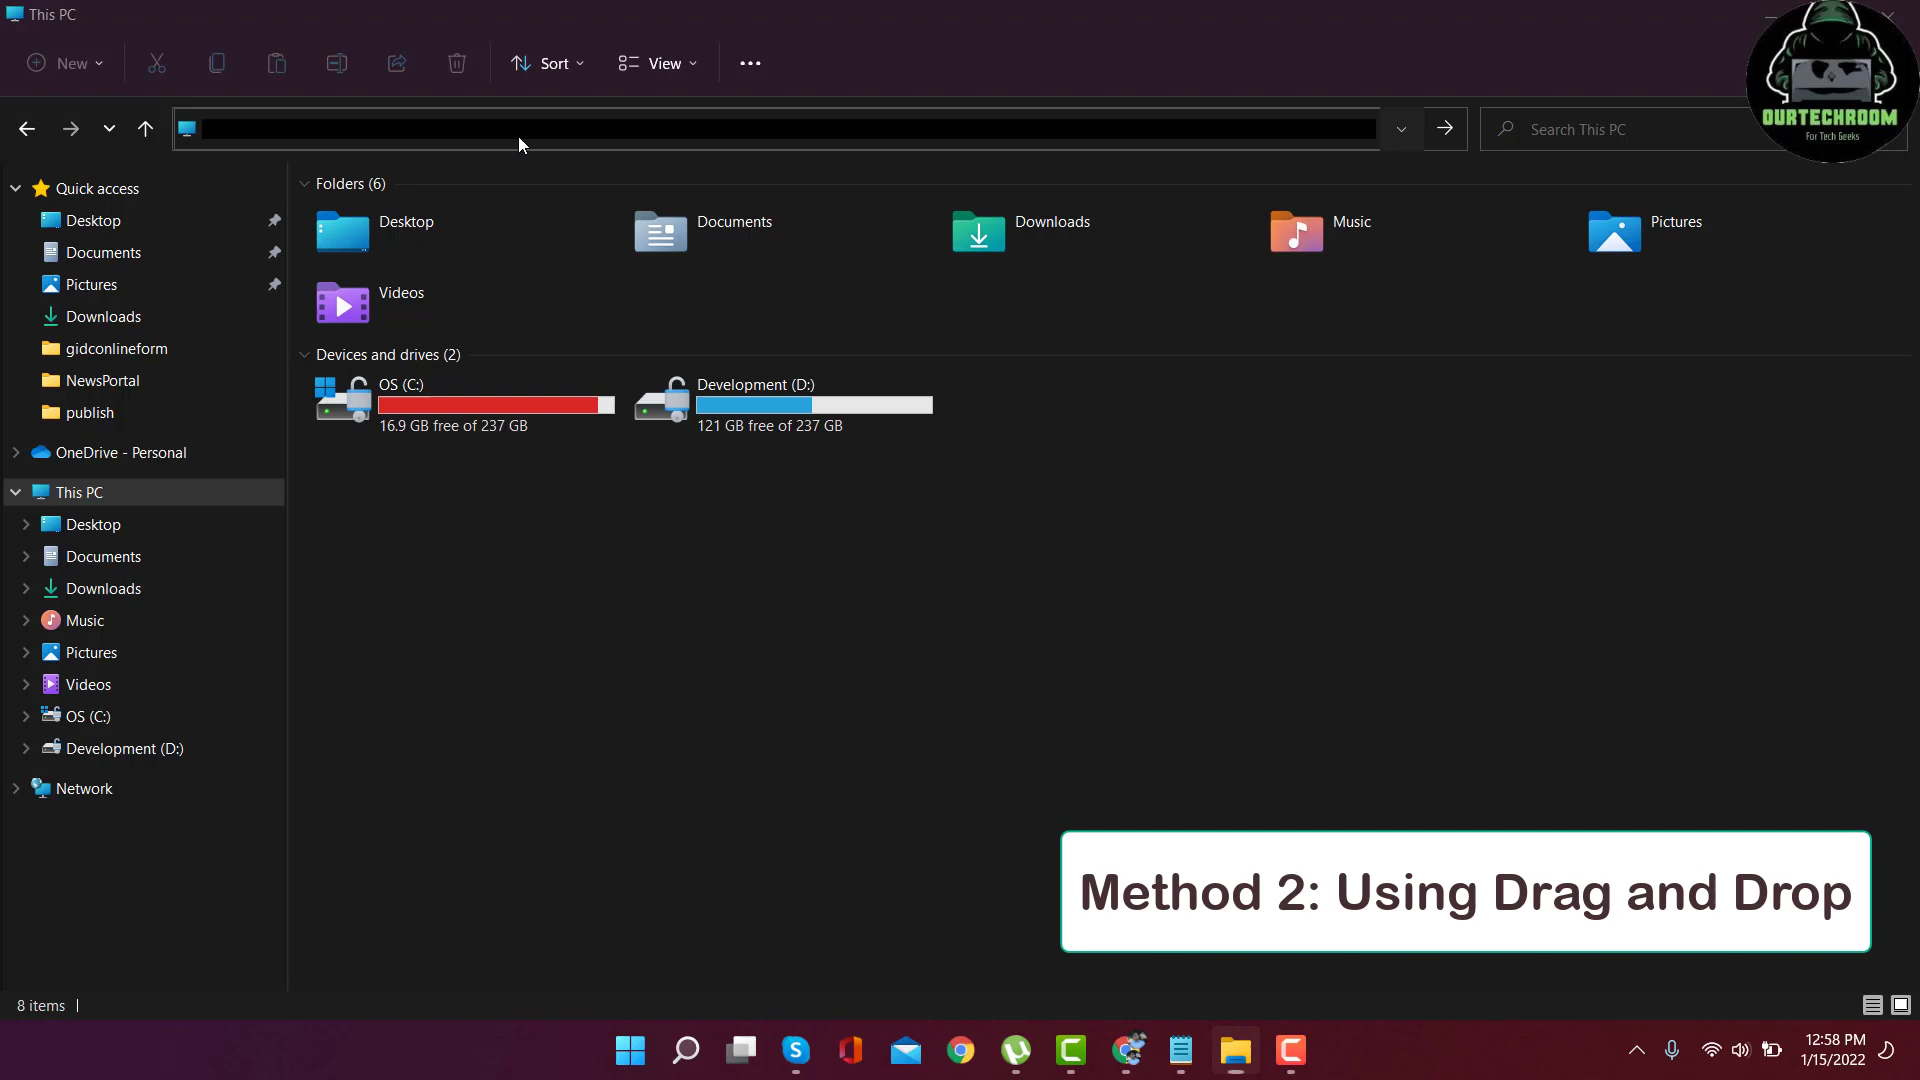 This PC
New
Sort
View
Search This PC
OURTECHROOM
For Tech Geeks
Quick access
Desktop
Documents
Pictures
Downloads
gidconlineform
NewsPortal
publish
OneDrive - Personal
This PC
Desktop
Documents
Downloads
Music
Pictures
Videos
OS (C:)
Development (D:)
Network
Folders (6)
Desktop
Documents
Downloads
Music
Pictures
Videos
Devices and drives (2)
OS (C:)
16.9 GB free of 237 GB
Development (D:)
121 GB free of 237 GB
Method 2: Using Drag and Drop
8 items
12:58 PM
1/15/2022